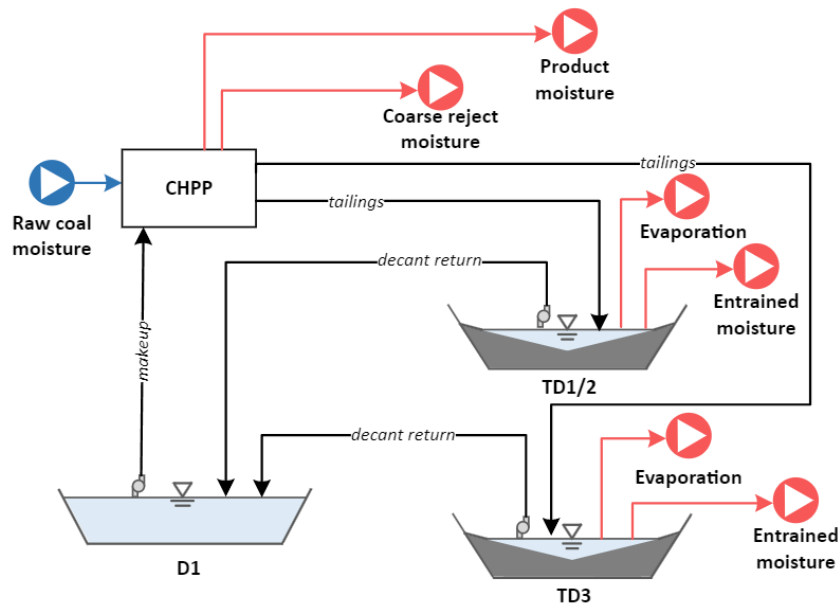 Product
moisture
Coarse reject
moisture
tailings
CHPP
Raw coal
moisture
tailings
Evaporation
decant return
Entrained
moisture
makeup
TD1/2
decant return
Evaporation
Entrained
moisture
D1
TD3